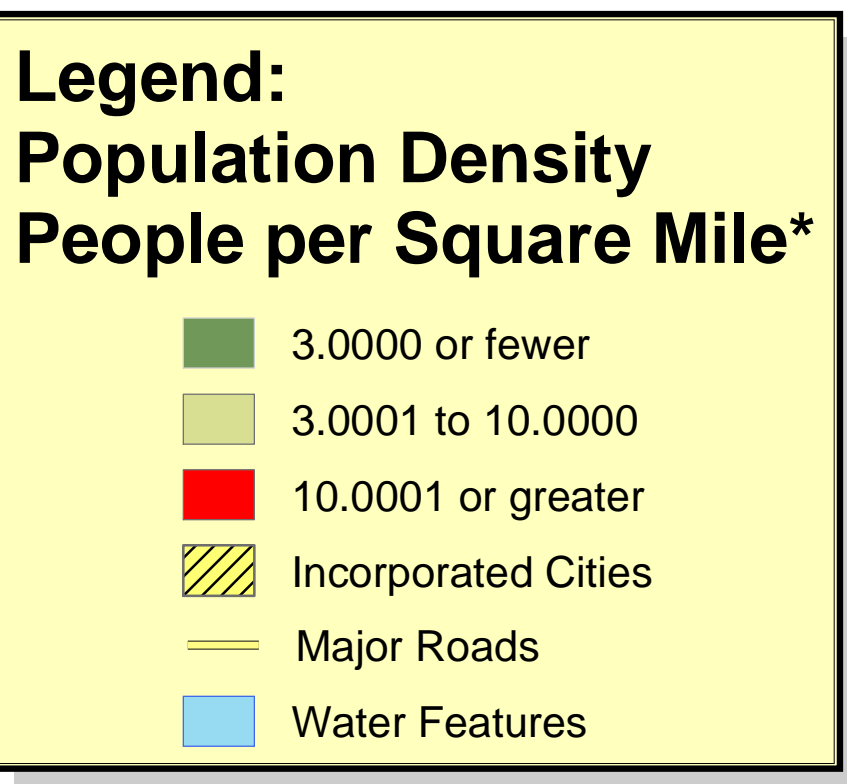 Legend:
Population Density
People per Square Mile*
3.0000 or fewer
3.0001 to 10.0000
10.0001 or greater
Incorporated Cities
Major Roads
Water Features